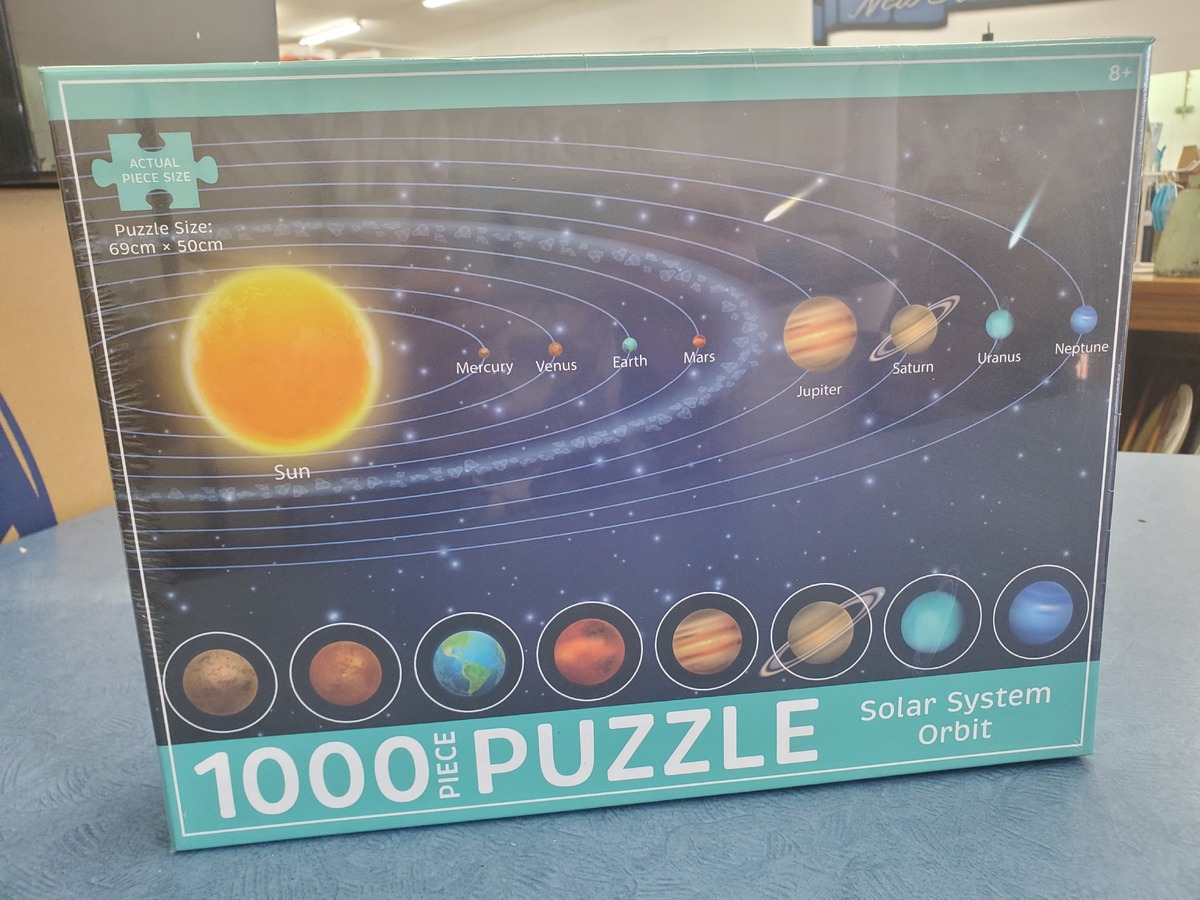 New
8+
ACTUAL
PIECE SIZE
Puzzle Size:
69cm × 50cm
Sun
Mercury
Venus
Earth
Mars
Jupiter
Saturn
Uranus
Neptune
1000 PIECE PUZZLE
Solar System
Orbit